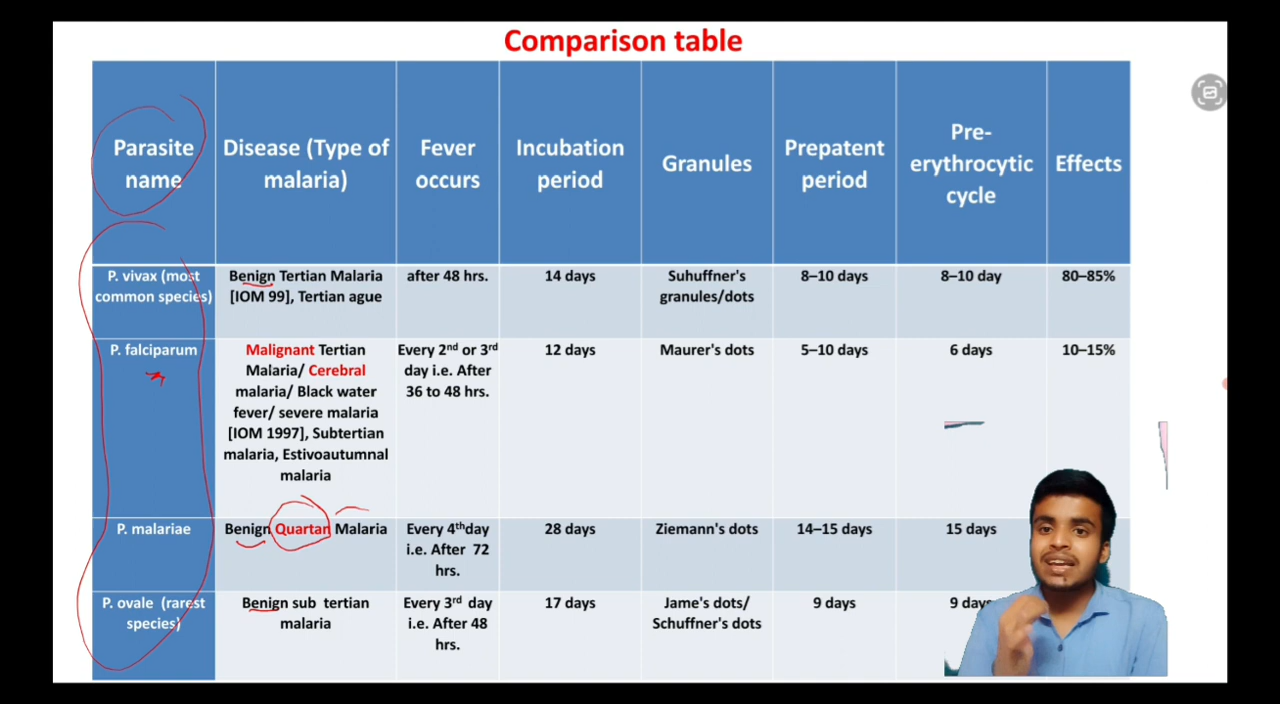 Comparison table
Parasite
name
Disease (Type of
malaria)
Fever
occurs
Incubation
period
Granules
Prepatent
period
Pre-
erythrocytic
cycle
Effects
P. vivax (most
common species)
Benign Tertian Malaria
[IOM 99], Tertian ague
after 48 hrs.
14 days
Suhuffner's
granules/dots
8–10 days
8–10 day
80–85%
P. falciparum
Malignant Tertian
Malaria/ Cerebral
malaria/ Black water
fever/ severe malaria
[IOM 1997], Subtertian
malaria, Estivoautumnal
malaria
Every 2nd or 3rd
day i.e. After
36 to 48 hrs.
12 days
Maurer's dots
5–10 days
6 days
10–15%
P. malariae
Benign Quartan Malaria
Every 4thday
i.e. After 72
hrs.
28 days
Ziemann's dots
14–15 days
15 days
P. ovale (rarest
species)
Benign sub tertian
malaria
Every 3rd day
i.e. After 48
hrs.
17 days
Jame's dots/
Schuffner's dots
9 days
9 days